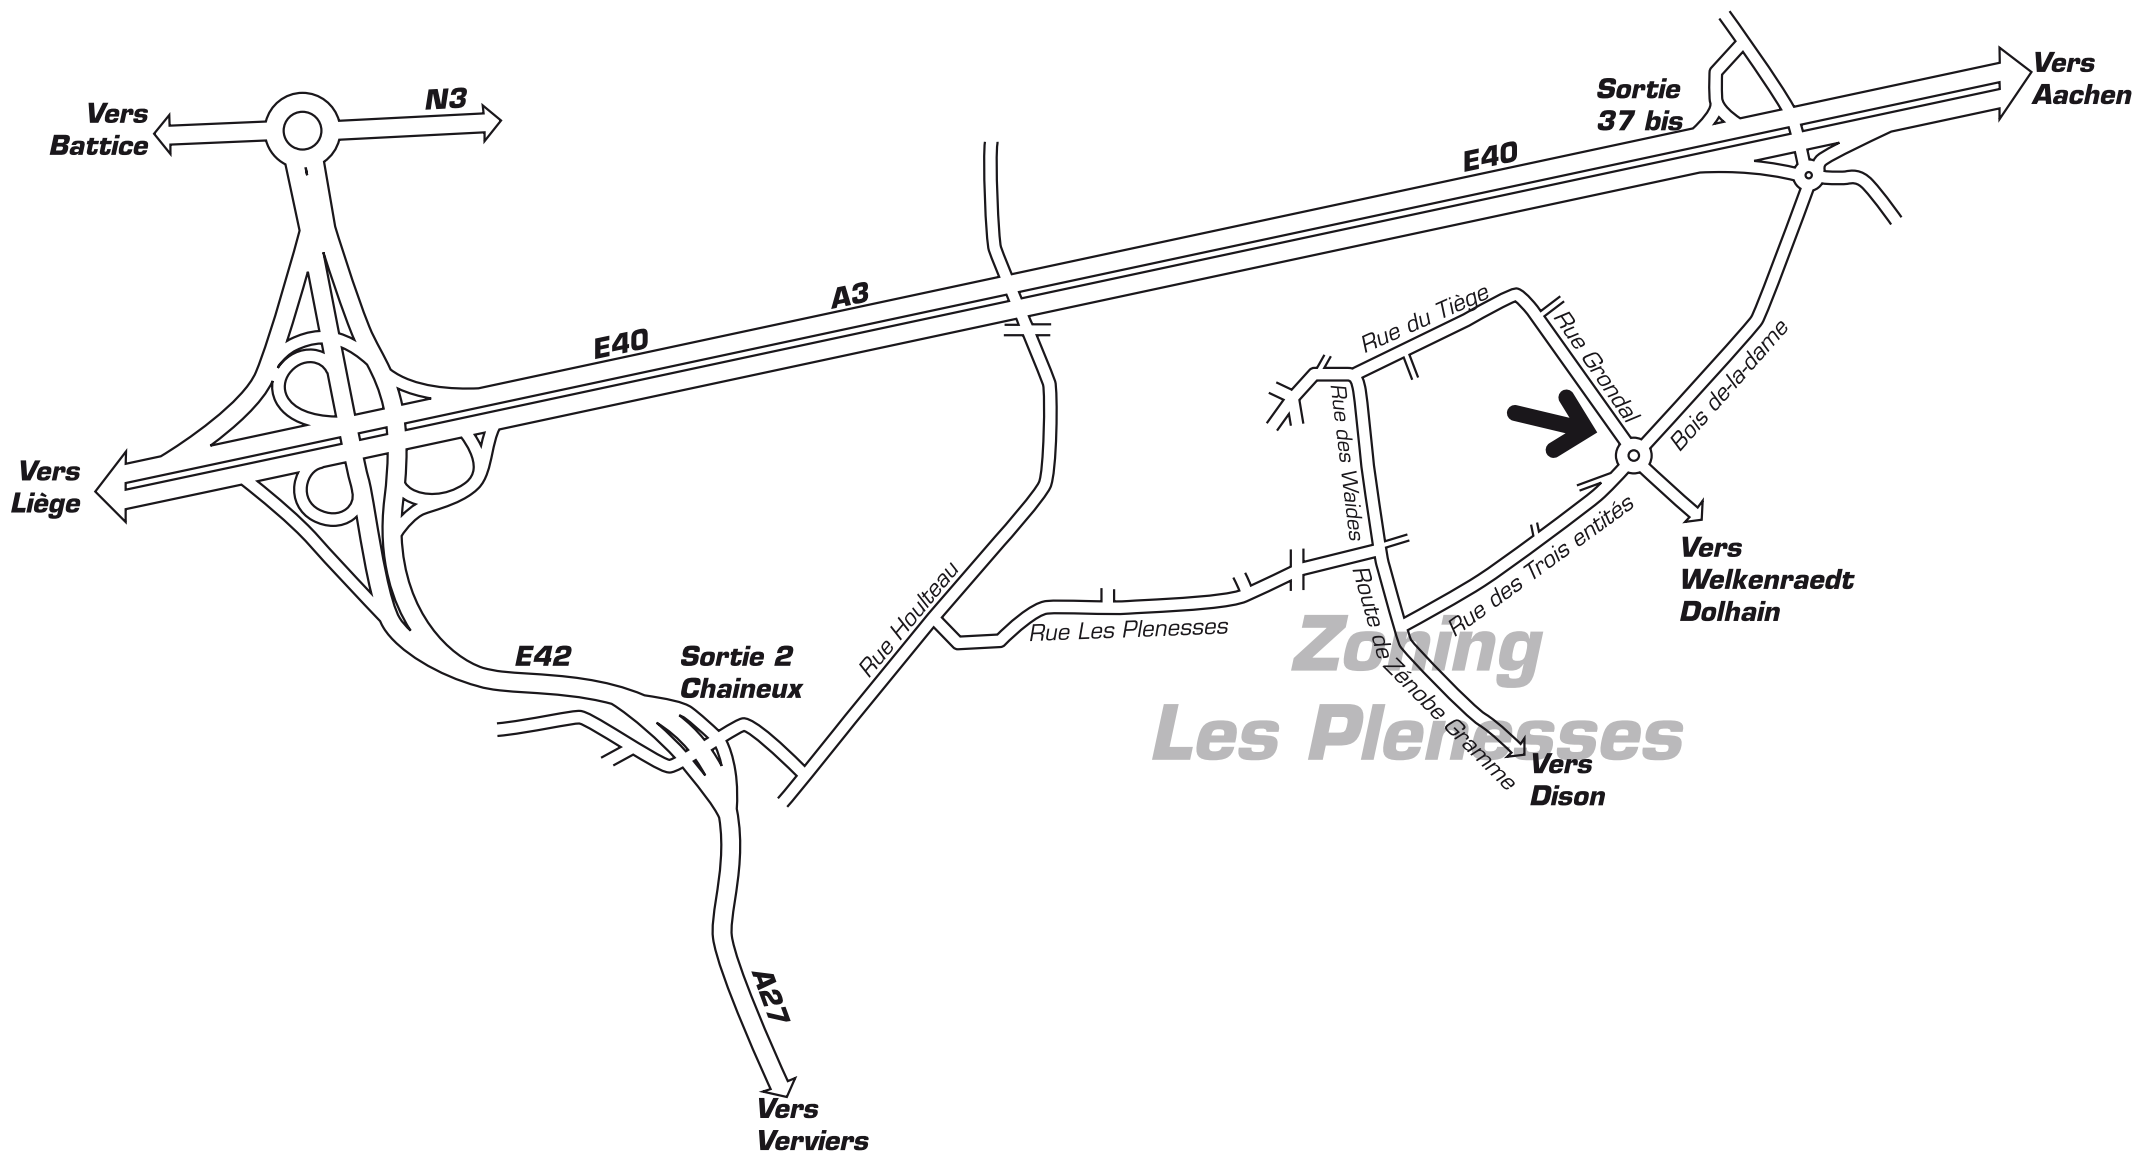 Vers
Battice
N3
Sortie
37 bis
Vers
Aachen
E40
A3
E40
Vers
Liège
Rue du Tiège
Rue Grondal
Bois de-la-dame
Rue des Waides
Rue des Trois entités
Vers
Welkenraedt
Dolhain
Rue Houlteau
Rue Les Plenesses
Route de Zénobe Gramme
Zoning
Les Plenesses
Vers
Dison
E42
Sortie 2
Chaineux
A27
Vers
Verviers